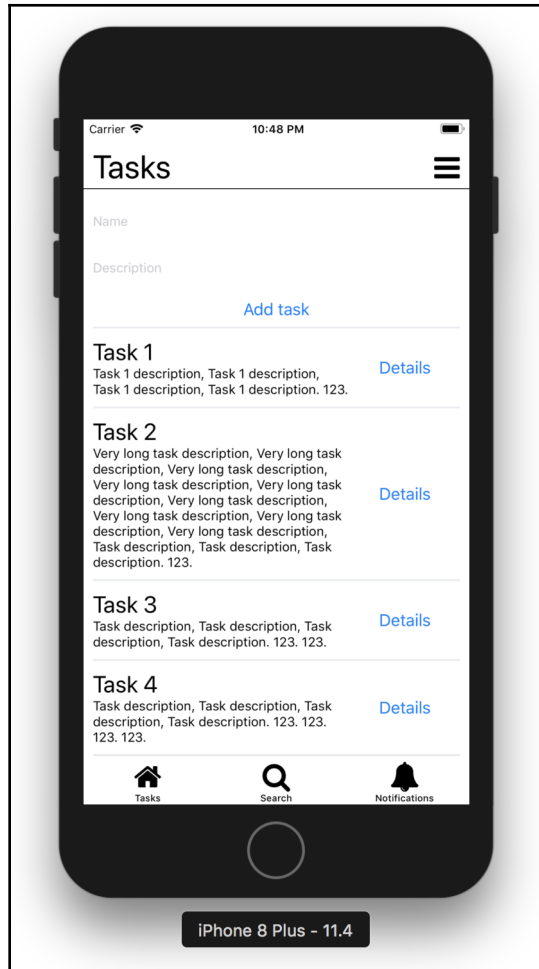 Carrier 10:48 PM
Tasks
Name
Description
Add task
Task 1
Task 1 description, Task 1 description,
Task 1 description, Task 1 description. 123.
Details
Task 2
Very long task description, Very long task
description, Very long task description,
Very long task description, Very long task
description, Very long task description,
Very long task description, Very long task
description, Very long task description,
Task description, Task description, Task
description. 123.
Details
Task 3
Task description, Task description, Task
description, Task description. 123. 123.
Details
Task 4
Task description, Task description, Task
description, Task description. 123. 123.
123. 123.
Details
Tasks Search Notifications
iPhone 8 Plus - 11.4